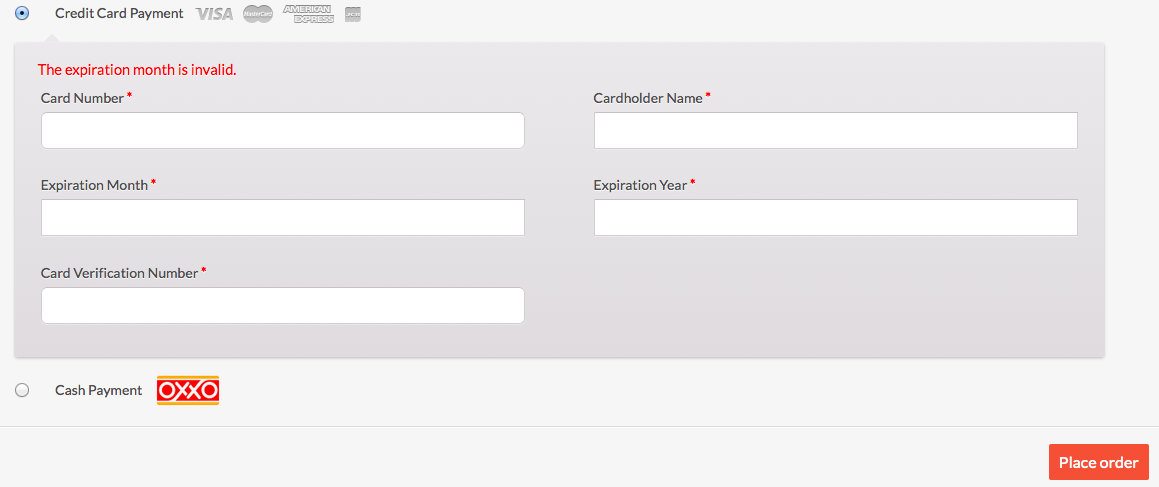 Credit Card Payment VISA MasterCard AMERICAN EXPRESS
The expiration month is invalid.
Card Number *
Cardholder Name *
Expiration Month *
Expiration Year *
Card Verification Number *
Cash Payment OXXO
Place order